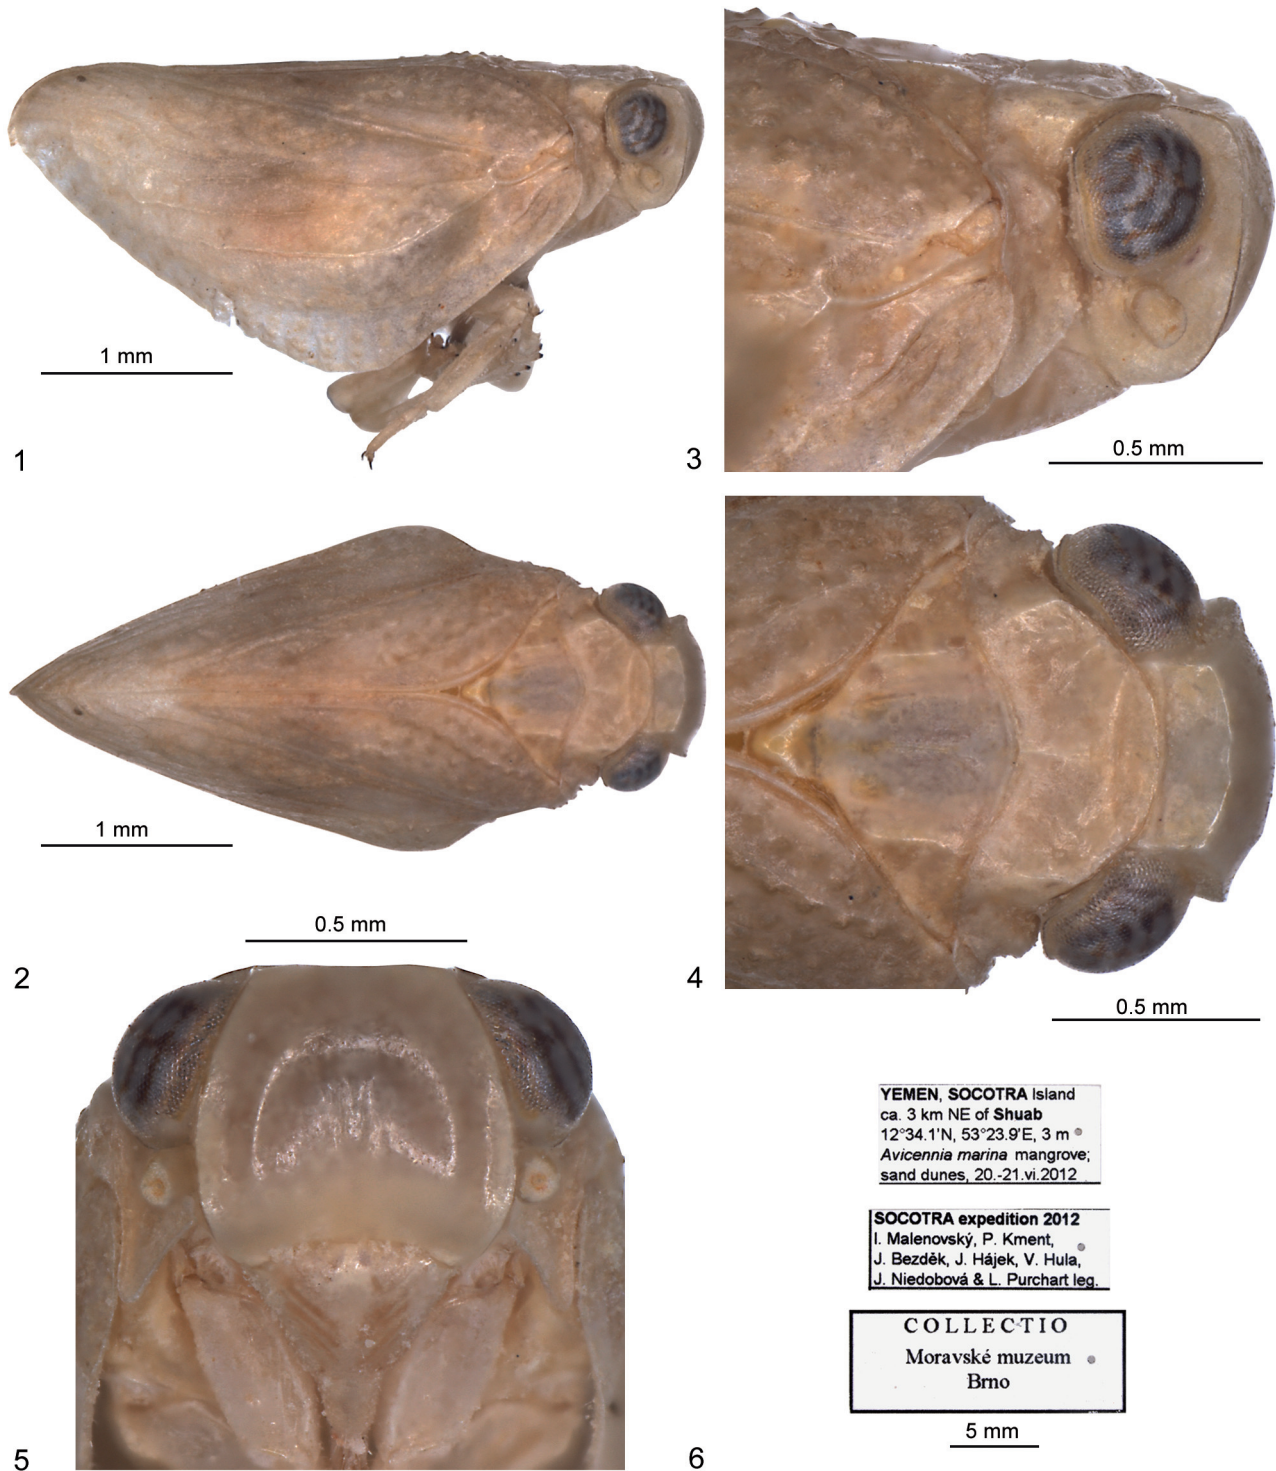 1 mm
1
0.5 mm
3
1 mm
2
0.5 mm
4
0.5 mm
5
YEMEN, SOCOTRA Island
ca. 3 km NE of Shuab
12°34.1'N, 53°23.9'E, 3 m
Avicennia marina mangrove;
sand dunes, 20.-21.vi.2012
SOCOTRA expedition 2012
I. Malenovský, P. Kment,
J. Bezděk, J. Hájek, V. Hula,
J. Niedobová & L. Purchart leg.
COLLECTIO
Moravské muzeum
Brno
5 mm
6